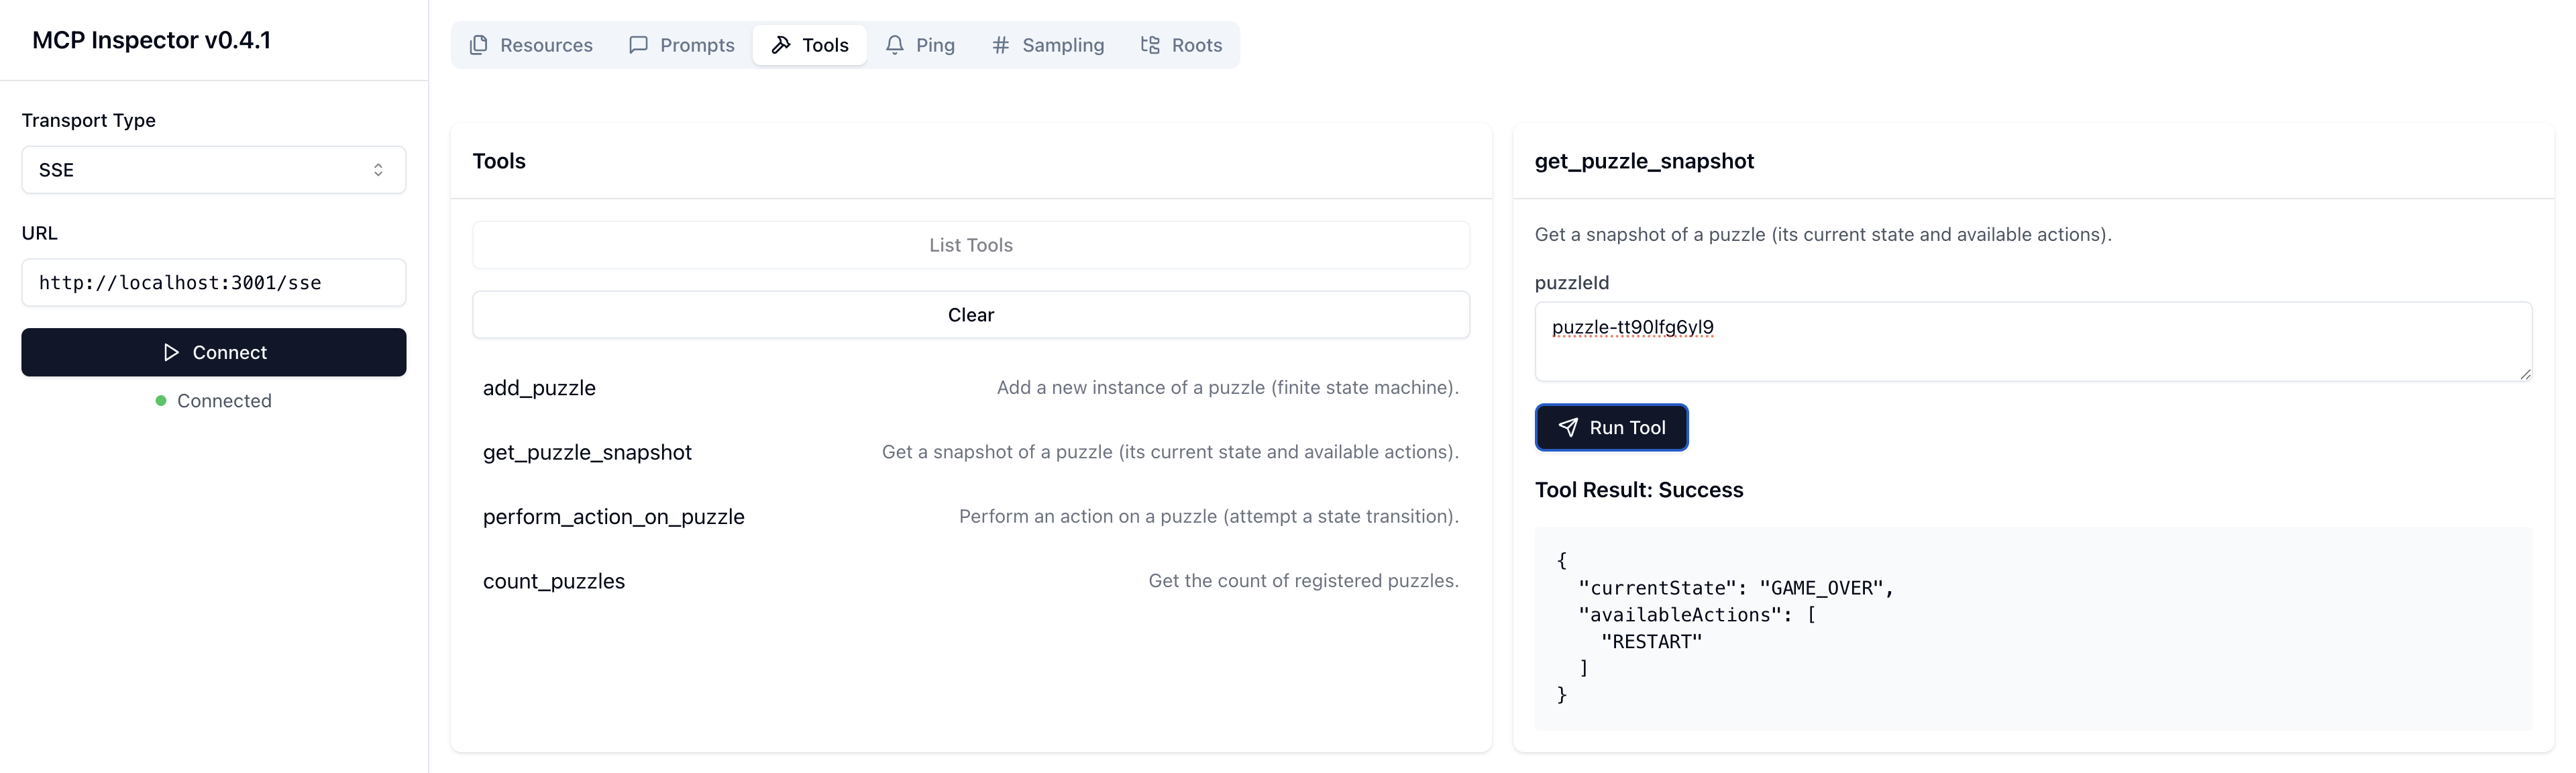 MCP Inspector v0.4.1
Transport Type
SSE
URL
http://localhost:3001/sse
Connect
Connected
Resources
Prompts
Tools
Ping
Sampling
Roots
Tools
List Tools
Clear
add_puzzle
Add a new instance of a puzzle (finite state machine).
get_puzzle_snapshot
Get a snapshot of a puzzle (its current state and available actions).
perform_action_on_puzzle
Perform an action on a puzzle (attempt a state transition).
count_puzzles
Get the count of registered puzzles.
get_puzzle_snapshot
Get a snapshot of a puzzle (its current state and available actions).
puzzleId
puzzle-tt90lfg6yl9
Run Tool
Tool Result: Success
{
"currentState": "GAME_OVER",
"availableActions": [
"RESTART"
]
}